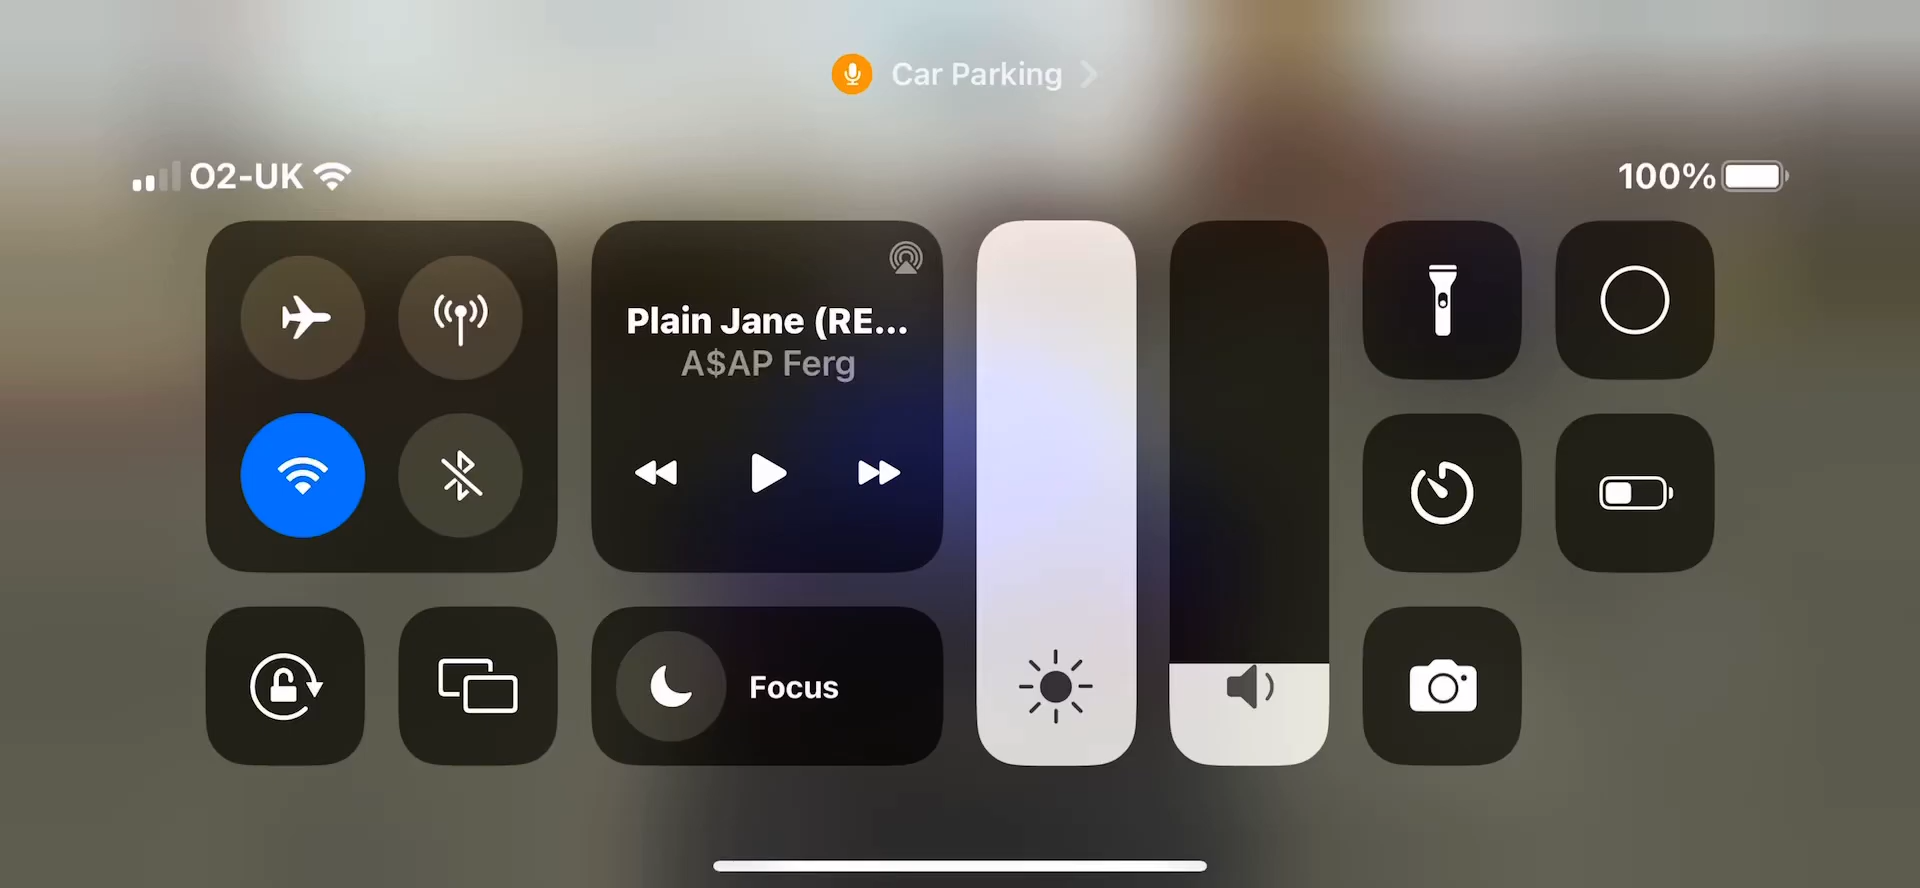 Car Parking
O2-UK
100%
Plain Jane (RE...
A$AP Ferg
Focus